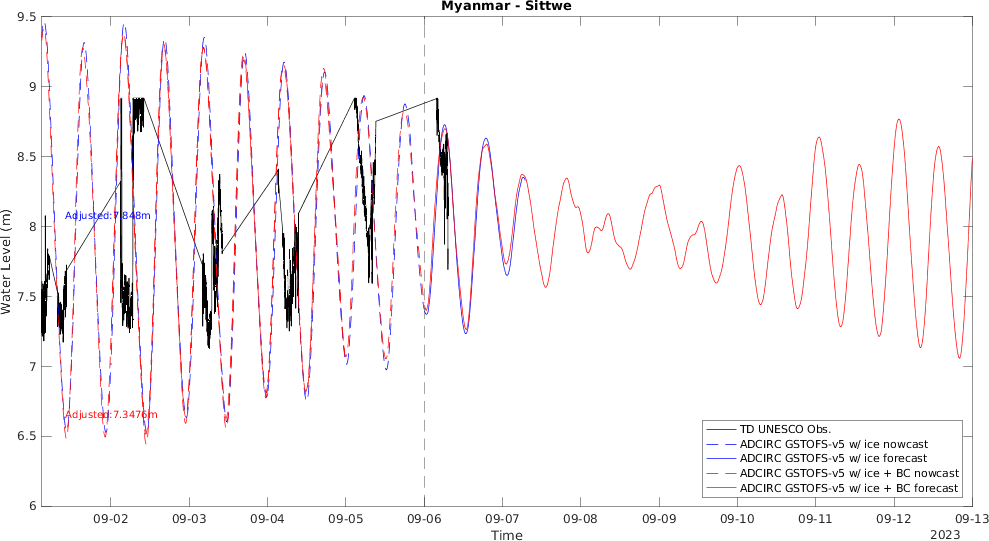 Myanmar - Sittwe
9.5
9
8.5
8
7.5
7
6.5
6
Water Level (m)
Adjusted:7.848m
Adjusted:7.3476m
TD UNESCO Obs.
ADCIRC GSTOFS-v5 w/ ice nowcast
ADCIRC GSTOFS-v5 w/ ice forecast
ADCIRC GSTOFS-v5 w/ ice + BC nowcast
ADCIRC GSTOFS-v5 w/ ice + BC forecast
09-02 09-03 09-04 09-05 09-06 09-07 09-08 09-09 09-10 09-11 09-12 09-13
Time
2023